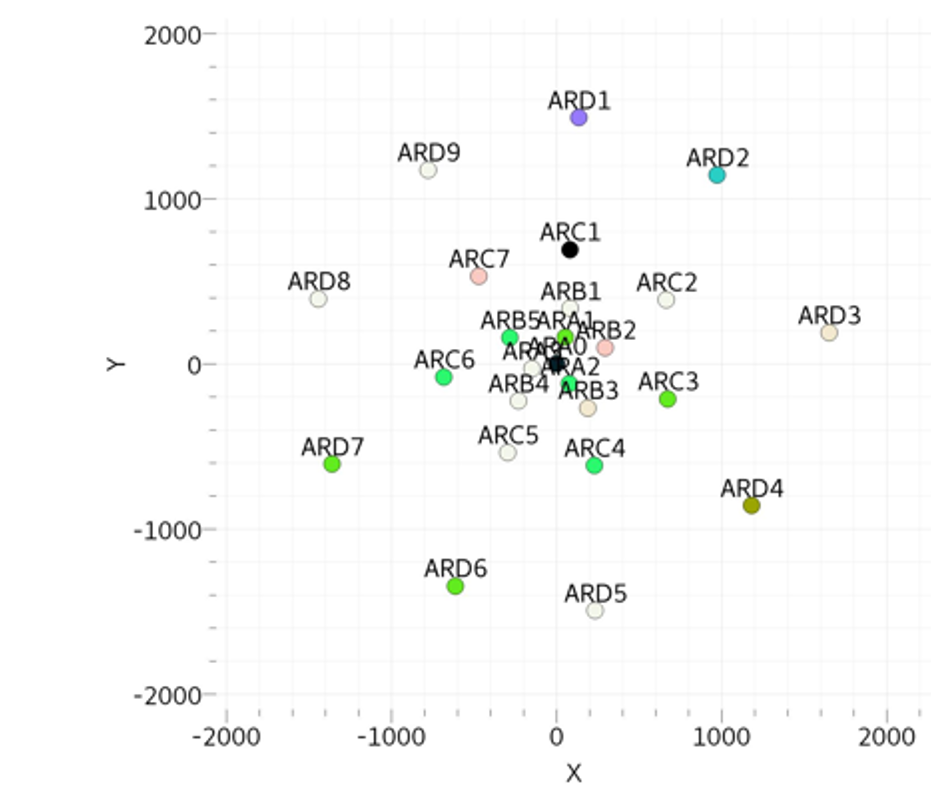 2000
ARD1
ARD9
ARD2
1000
ARC1
ARC7
ARD8
ARC2
ARB1
ARD3
ARB5
ARA1
ARB2
ARA0
0
ARC6
ARA2
ARC3
ARB4
ARB3
Y
ARC5
ARC4
ARD7
ARD4
-1000
ARD6
ARD5
-2000
-2000 -1000 0 1000 2000
X